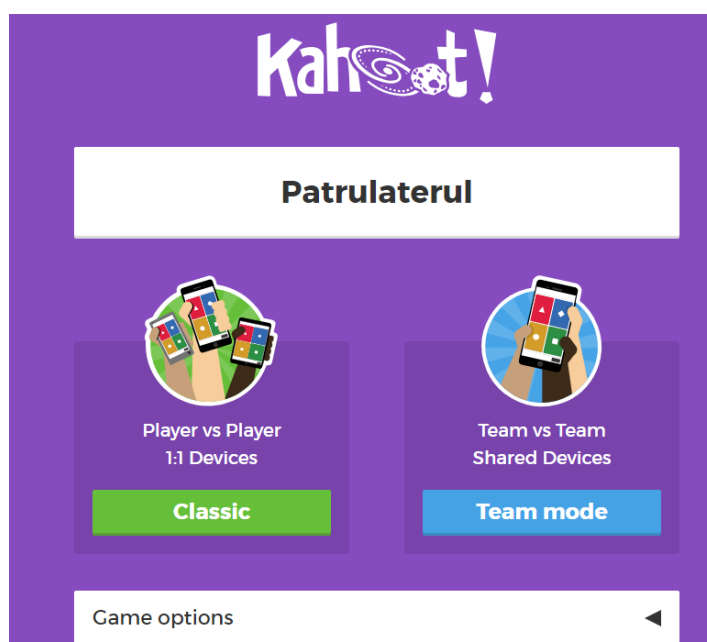 Kahoot!
Patrulaterul
Player vs Player
1:1 Devices
Classic
Team vs Team
Shared Devices
Team mode
Game options